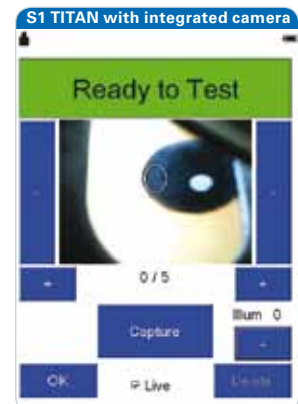 S1 TITAN with integrated camera
Ready to Test
0 / 5
+ +
Illum 0
Capture
-
OK
Live